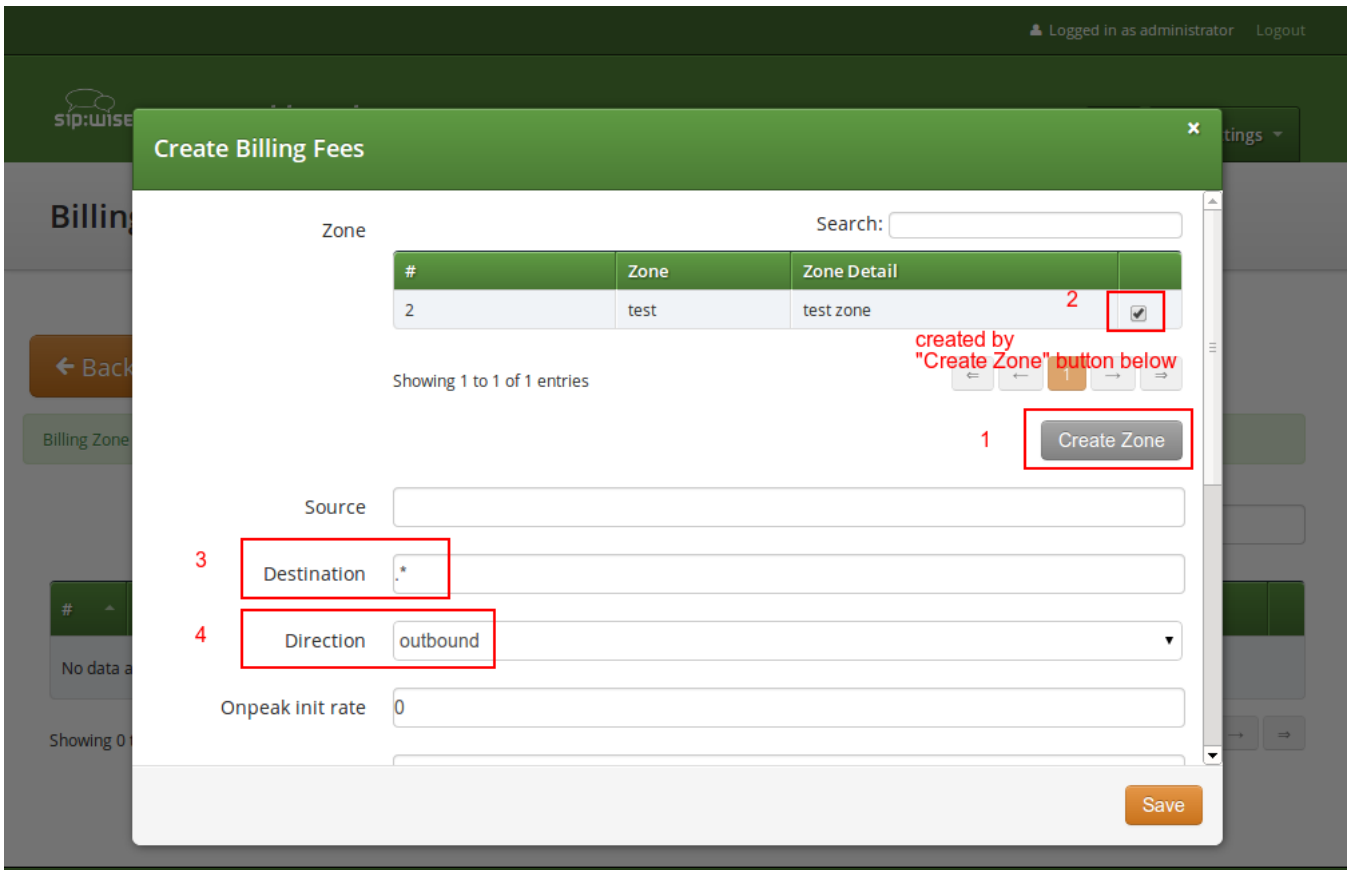 Logged in as administrator Logout
sip:wise
tings
Create Billing Fees
×
Billin
Zone
Search:
# Zone Zone Detail
2 test test zone
2
created by
"Create Zone" button below
Back
Showing 1 to 1 of 1 entries
⇐ ← 1 → ⇒
Billing Zone
1
Create Zone
Source
3
Destination .*
#
4
Direction outbound
No data a
Onpeak init rate 0
Showing 0 t
→ ⇒
Save